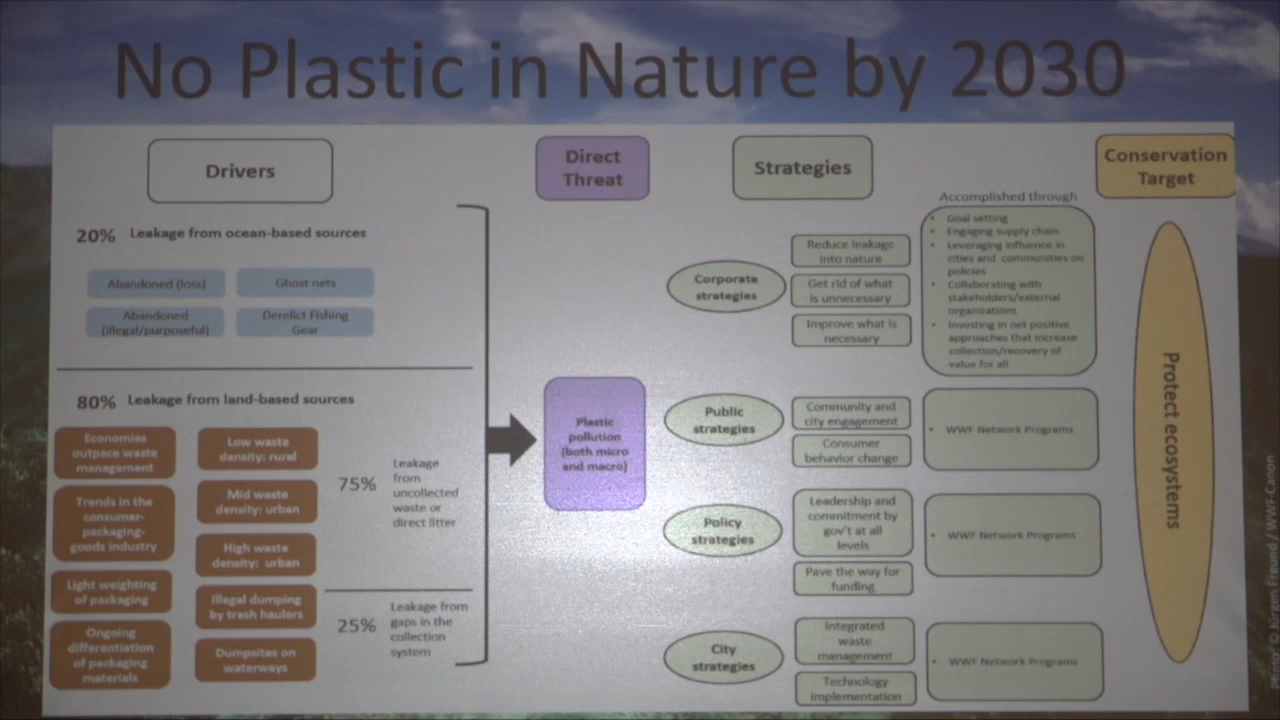 No Plastic in Nature by 2030
Drivers
Direct
Threat
Strategies
Conservation
Target
20% Leakage from ocean-based sources
Abandoned (loss)
Ghost nets
Abandoned
(illegal/purposeful)
Derelict Fishing
Gear
80% Leakage from land-based sources
Economies
outpace waste
management
Trends in the
consumer-
packaging-
goods industry
Light weighting
of packaging
Ongoing
differentiation
of packaging
materials
Low waste
density: rural
Mid waste
density: urban
High waste
density: urban
Illegal dumping
by trash haulers
Dumpsites on
waterways
75%
Leakage
from
uncollected
waste or
direct litter
25%
Leakage from
gaps in the
collection
system
Plastic
pollution
(both micro
and macro)
Corporate
strategies
Reduce leakage
into nature
Get rid of what
is unnecessary
Improve what is
necessary
Accomplished through
• Goal setting
• Engaging supply chain
• Leveraging influence in
cities and communities on
policies
• Collaborating with
stakeholders/external
organizations
• Investing in net positive
approaches that increase
collection/recovery of
value for all
Public
strategies
Community and
city engagement
Consumer
behavior change
• WWF Network Programs
Policy
strategies
Leadership and
commitment by
gov't at all
levels
Pave the way for
funding
• WWF Network Programs
City
strategies
Integrated
waste
management
Technology
implementation
• WWF Network Programs
Protect ecosystems
© Jürgen Freund / WWF-Canon